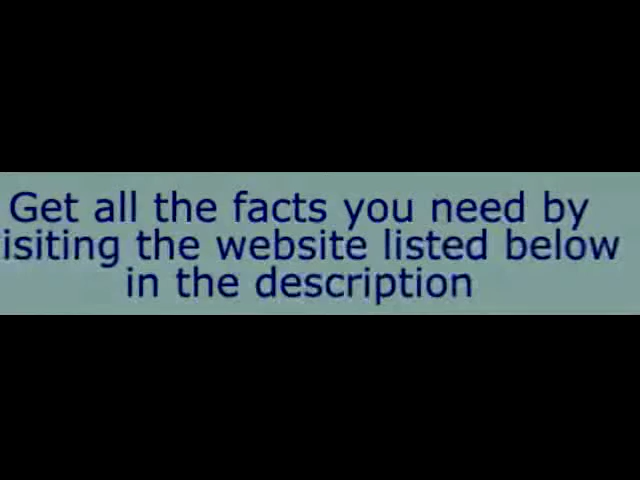 Get all the facts you need by
isiting the website listed below
in the description